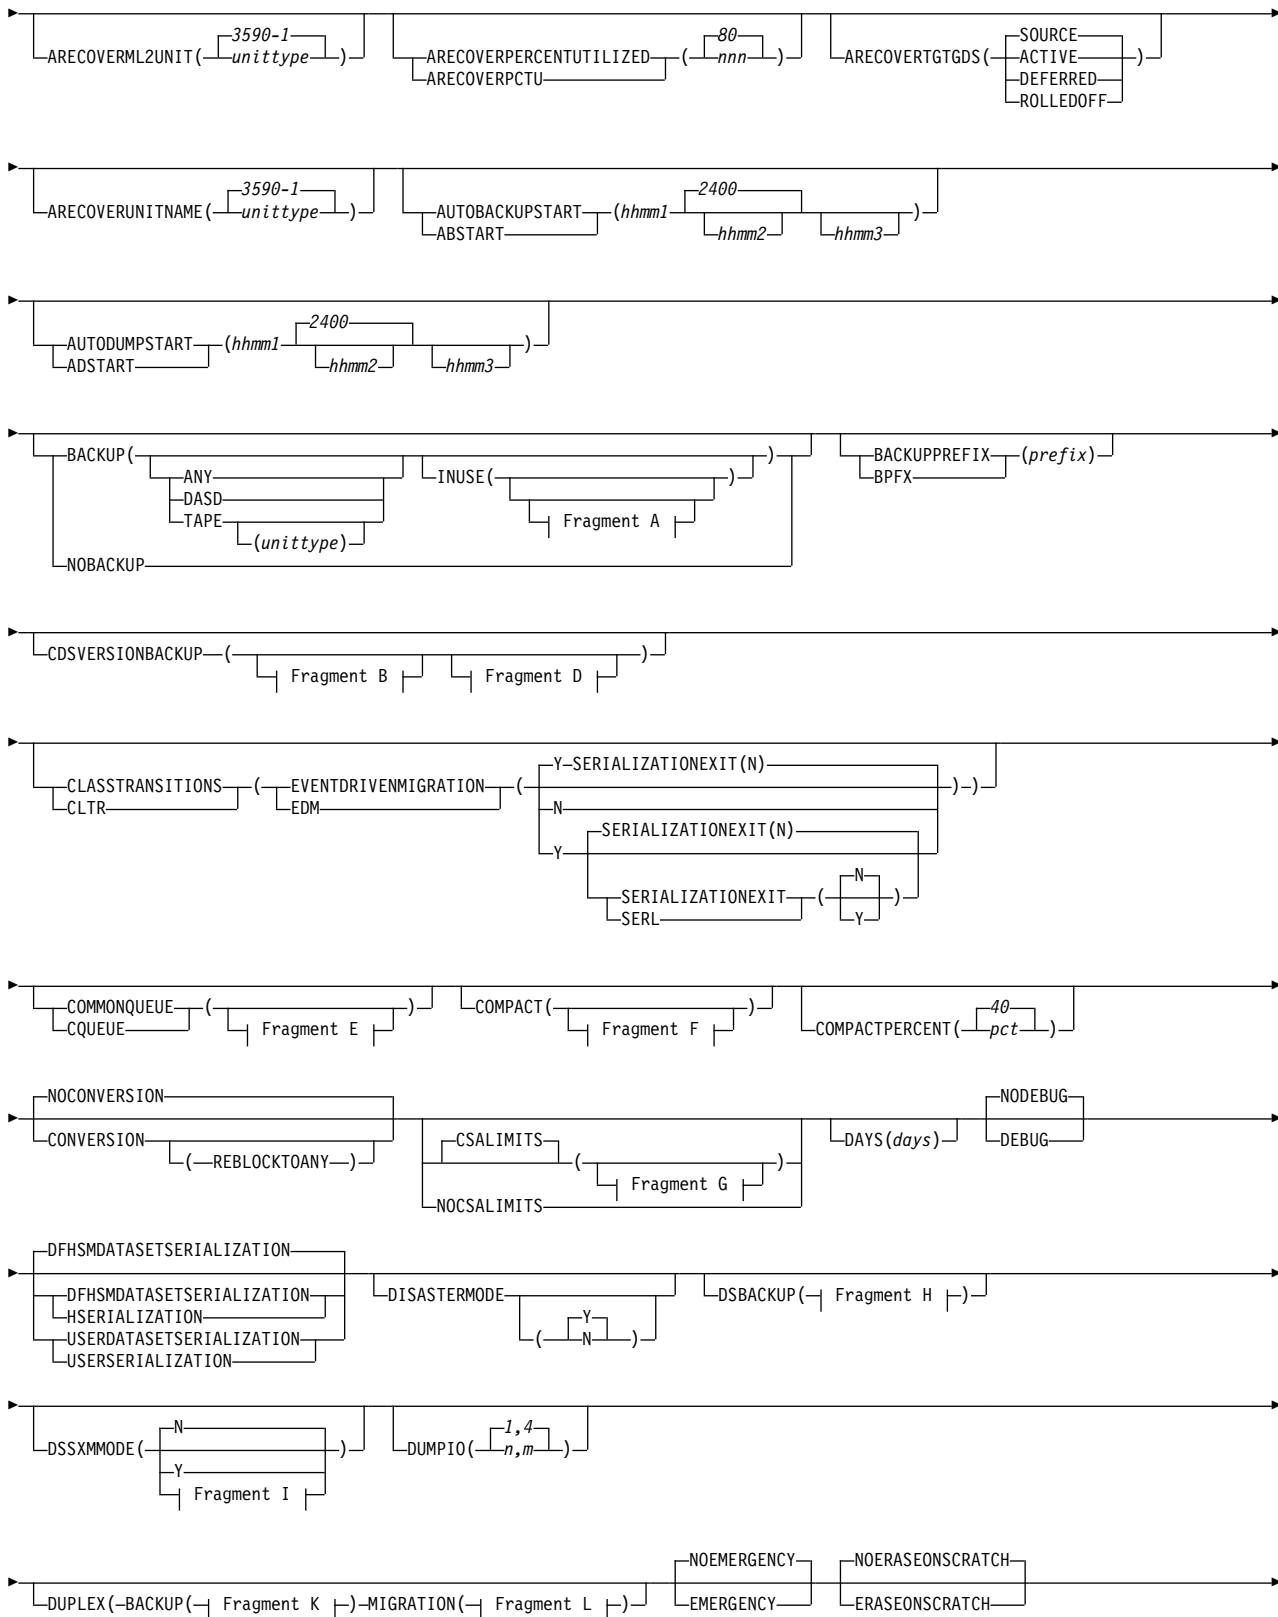 3590-1 80 SOURCE
ARECOVERML2UNIT( unittype ) ARECOVERPERCENTUTILIZED ( nnn ) ARECOVERTGTGDS( ACTIVE )
ARECOVERPCTU DEFERRED
ROLLEDOFF
3590-1 2400
ARECOVERUNITNAME( unittype ) AUTOBACKUPSTART (hhmm1 )
ABSTART hhmm2 hhmm3
2400
AUTODUMPSTART (hhmm1 )
ADSTART hhmm2 hhmm3
BACKUP( ) BACKUPPREFIX (prefix)
ANY INUSE( ) BPFX
DASD
TAPE Fragment A
(unittype)
NOBACKUP
CDSVERSIONBACKUP ( )
Fragment B Fragment D
Y SERIALIZATIONEXIT(N)
CLASSTRANSITIONS ( EVENTDRIVENMIGRATION ( ) )
CLTR EDM N
SERIALIZATIONEXIT(N)
Y
N
SERIALIZATIONEXIT ( )
SERL Y
40
COMMONQUEUE ( ) COMPACT( )
CQUEUE Fragment E Fragment F COMPACTPERCENT( pct )
NOCONVERSION NODEBUG
CONVERSION CSALIMITS DAYS(days) DEBUG
( REBLOCKTOANY ) ( )
Fragment G
NOCSALIMITS
DFHSMDATASETSERIALIZATION
DFHSMDATASETSERIALIZATION DISASTERMODE DSBACKUP( Fragment H )
HSERIALIZATION Y
USERDATASETSERIALIZATION ( N )
USERSERIALIZATION
N 1,4
DSSXMMODE( ) DUMPIO( n,m )
Y
Fragment I
NOEMERGENCY NOERASEONSCRATCH
DUPLEX( BACKUP( Fragment K ) MIGRATION( Fragment L ) EMERGENCY ERASEONSCRATCH